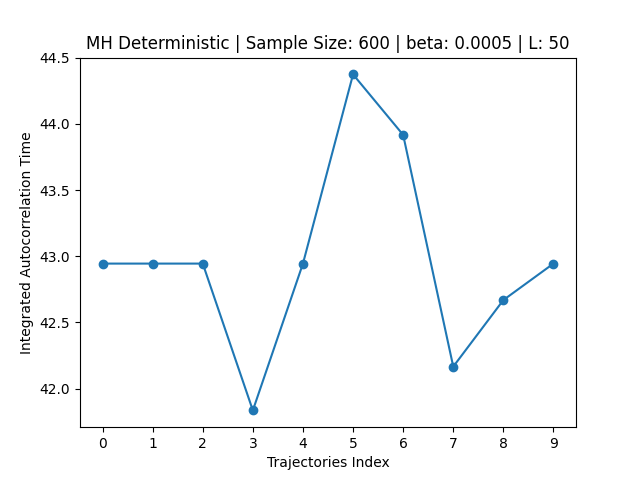 MH Deterministic | Sample Size: 600 | beta: 0.0005 | L: 50
44.5
44.0
43.5
43.0
42.5
42.0
Integrated Autocorrelation Time
0 1 2 3 4 5 6 7 8 9
Trajectories Index